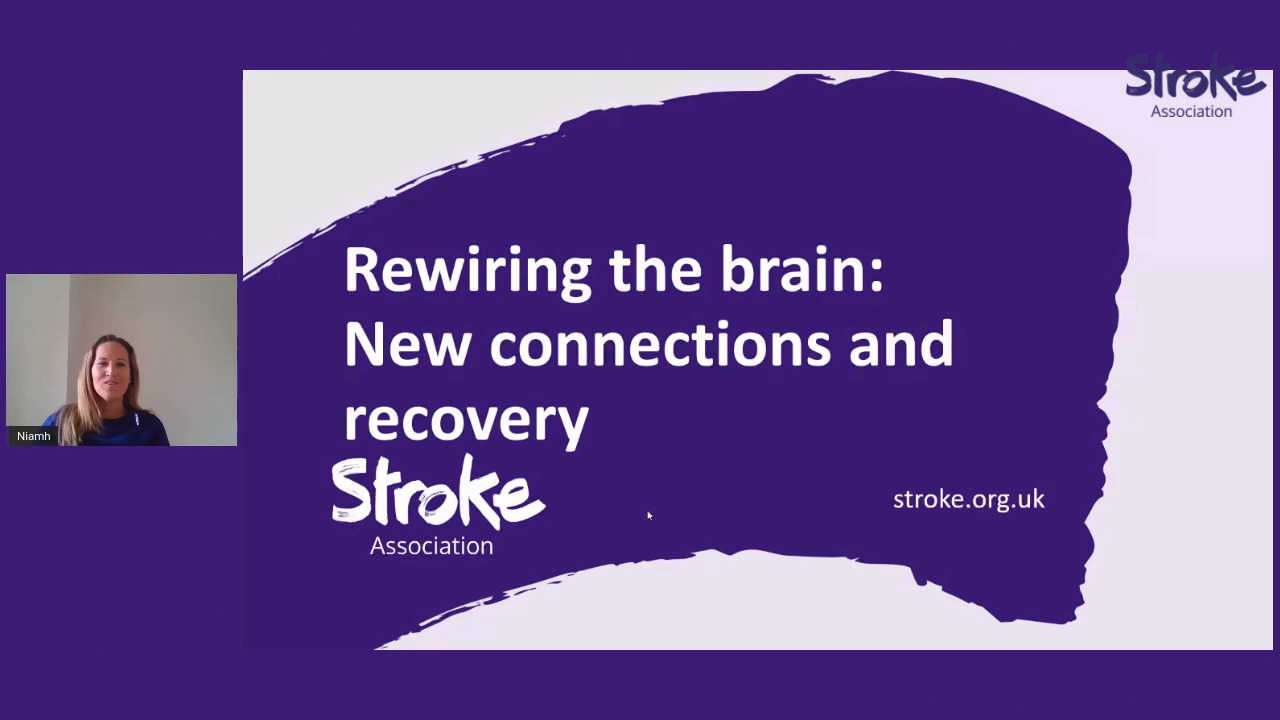 Stroke
Association
Rewiring the brain:
New connections and
recovery
Stroke
Association
stroke.org.uk
Niamh